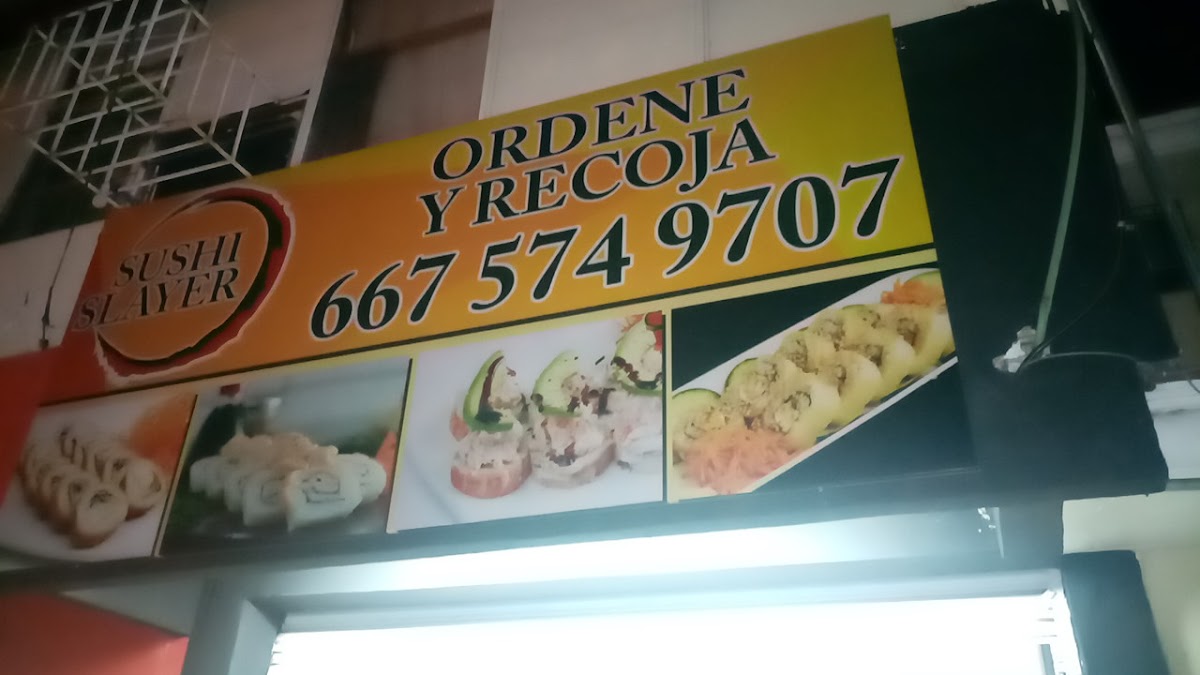 SUSHI
SLAYER
ORDENE
Y RECOJA
667 574 9707